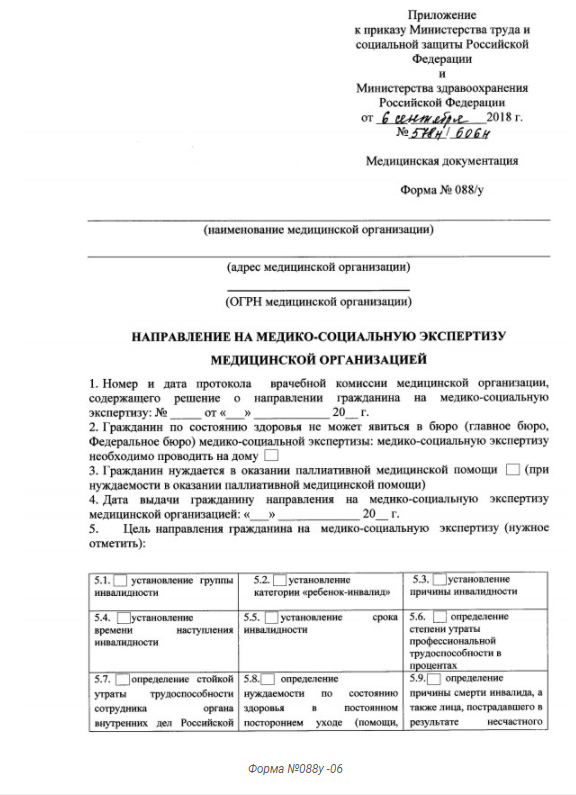 Приложение
к приказу Министерства труда и
социальной защиты Российской
Федерации
и
Министерства здравоохранения
Российской Федерации
от 6 сентября 2018 г.
№ 578н / 606н
Медицинская документация
Форма № 088/у
(наименование медицинской организации)
(адрес медицинской организации)
(ОГРН медицинской организации)
НАПРАВЛЕНИЕ НА МЕДИКО-СОЦИАЛЬНУЮ ЭКСПЕРТИЗУ
МЕДИЦИНСКОЙ ОРГАНИЗАЦИЕЙ
1. Номер и дата протокола врачебной комиссии медицинской организации,
содержащего решение о направлении гражданина на медико-социальную
экспертизу: № _____ от «__» ____________ 20__ г.
2. Гражданин по состоянию здоровья не может явиться в бюро (главное бюро,
Федеральное бюро) медико-социальной экспертизы: медико-социальную экспертизу
необходимо проводить на дому
3. Гражданин нуждается в оказании паллиативной медицинской помощи (при
нуждаемости в оказании паллиативной медицинской помощи)
4. Дата выдачи гражданину направления на медико-социальную экспертизу
медицинской организацией: «___» _____________ 20__ г.
5. Цель направления гражданина на медико-социальную экспертизу (нужное
отметить):
5.1. установление группы
инвалидности
5.2. установление
категории «ребенок-инвалид»
5.3. установление
причины инвалидности
5.4. установление
времени наступления
инвалидности
5.5. установление срока
инвалидности
5.6. определение
степени утраты
профессиональной
трудоспособности в
процентах
5.7. определение стойкой
утраты трудоспособности
сотрудника органа
внутренних дел Российской
5.8. определение
нуждаемости по состоянию
здоровья в постоянном
постороннем уходе (помощи,
5.9. определение
причины смерти инвалида, а
также лица, пострадавшего в
результате несчастного
Форма №088у -06